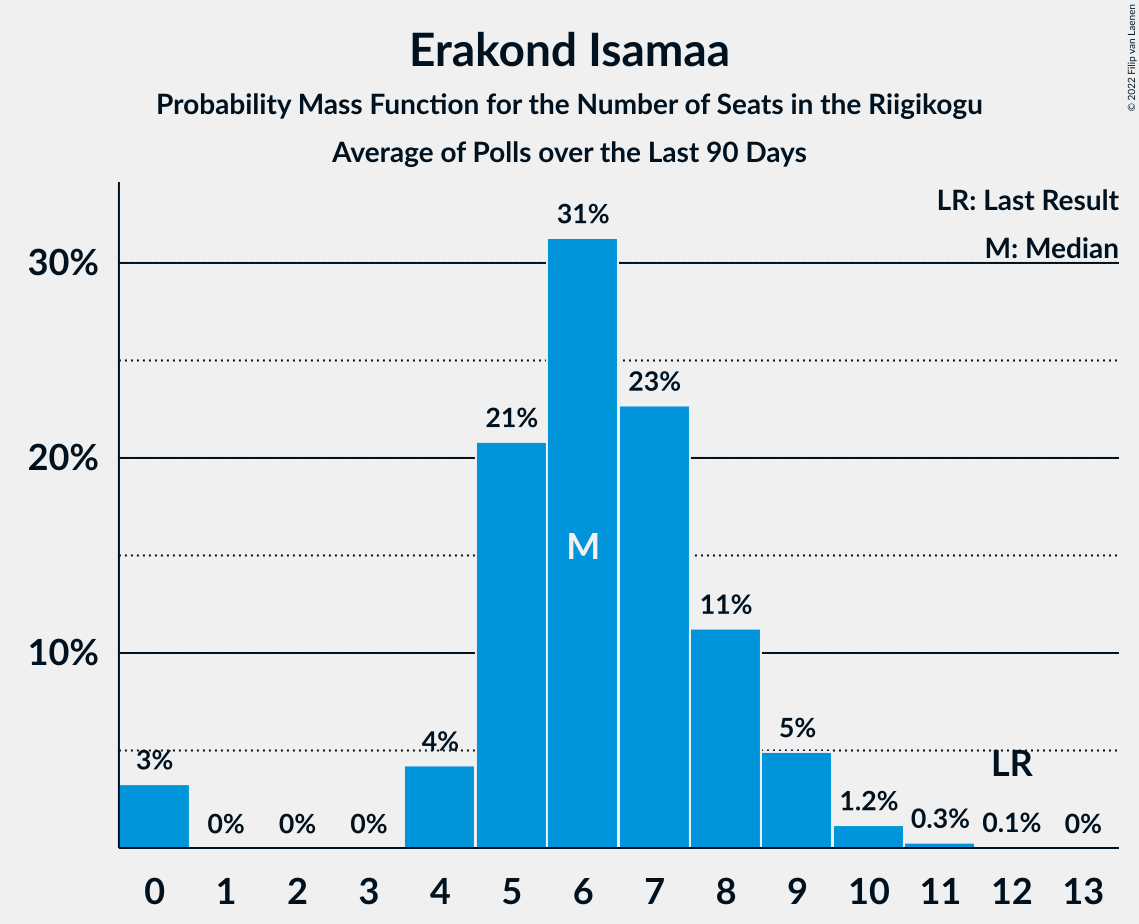 Erakond Isamaa
Probability Mass Function for the Number of Seats in the Riigikogu
Average of Polls over the Last 90 Days
© 2022 Filip van Laenen
LR: Last Result
M: Median
30%
20%
10%
3%
0%
0%
0%
4%
21%
31%
23%
11%
5%
1.2%
0.3%
0.1%
0%
M
LR
0 1 2 3 4 5 6 7 8 9 10 11 12 13